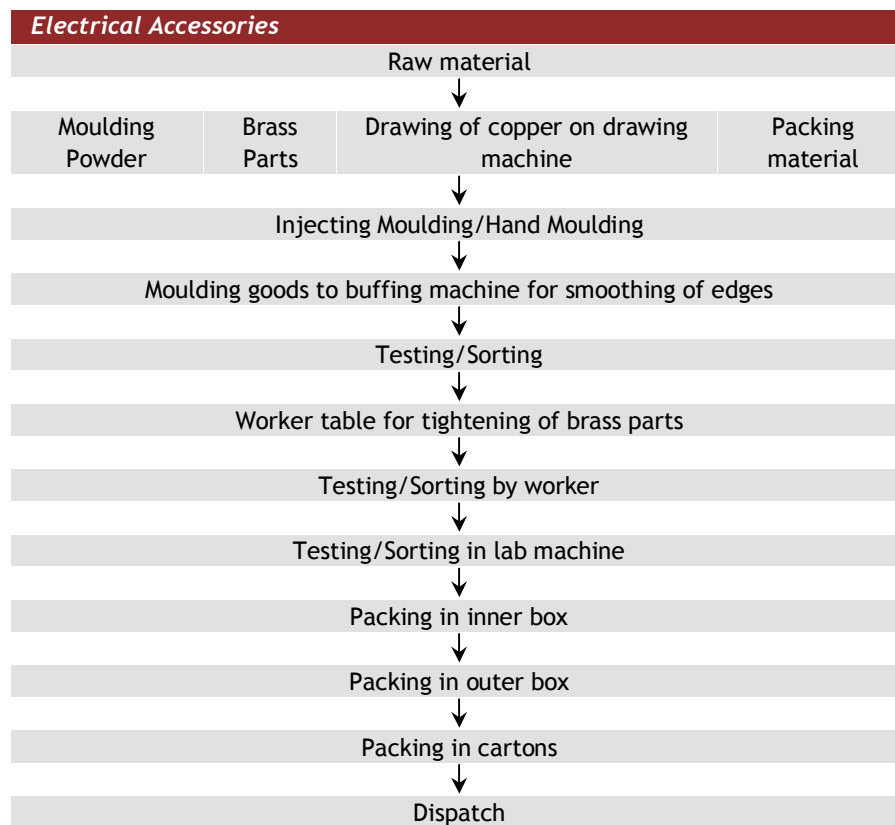 Electrical Accessories
Raw material
Moulding Powder
Brass Parts
Drawing of copper on drawing machine
Packing material
Injecting Moulding/Hand Moulding
Moulding goods to buffing machine for smoothing of edges
Testing/Sorting
Worker table for tightening of brass parts
Testing/Sorting by worker
Testing/Sorting in lab machine
Packing in inner box
Packing in outer box
Packing in cartons
Dispatch